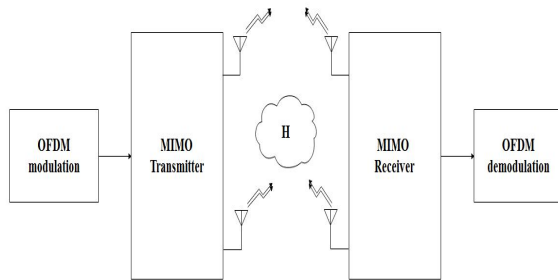 OFDM
modulation
MIMO
Transmitter
H
MIMO
Receiver
OFDM
demodulation